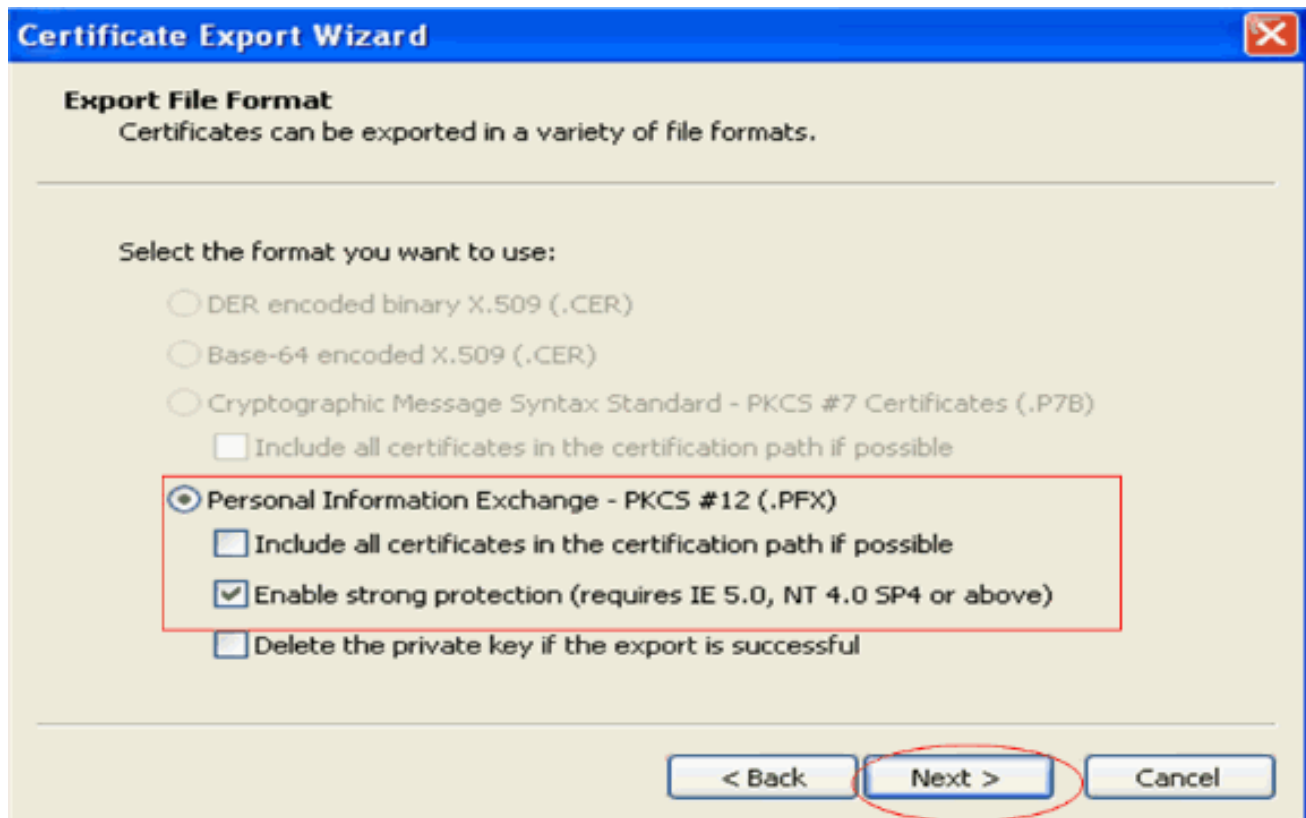 Certificate Export Wizard
Export File Format
Certificates can be exported in a variety of file formats.
Select the format you want to use:
DER encoded binary X.509 (.CER)
Base-64 encoded X.509 (.CER)
Cryptographic Message Syntax Standard - PKCS #7 Certificates (.P7B)
Include all certificates in the certification path if possible
Personal Information Exchange - PKCS #12 (.PFX)
Include all certificates in the certification path if possible
Enable strong protection (requires IE 5.0, NT 4.0 SP4 or above)
Delete the private key if the export is successful
< Back Next > Cancel